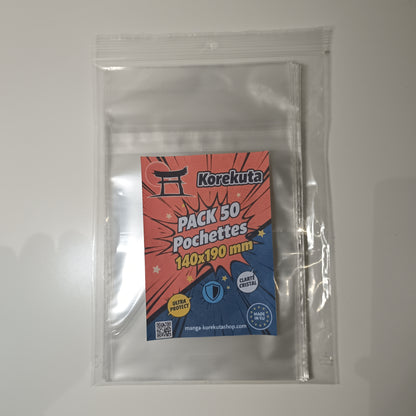 Korekuta
PACK 50
Pochettes
140x190 mm
ULTRA
PROTECT
CLARTÉ
CRISTAL
MADE
IN EU
manga-korekutashop.com